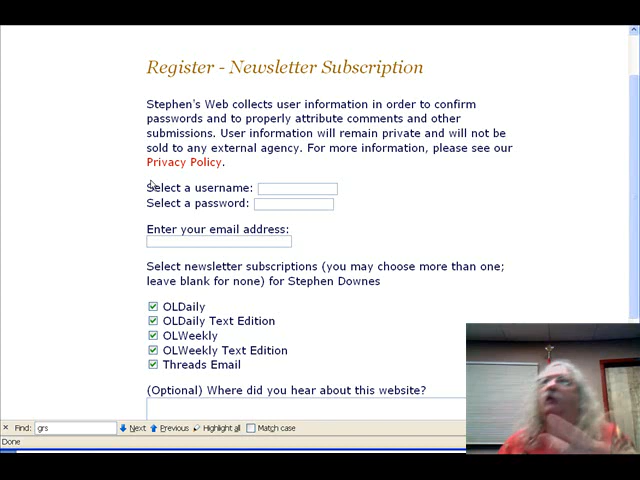 Register - Newsletter Subscription
Stephen's Web collects user information in order to confirm
passwords and to properly attribute comments and other
submissions. User information will remain private and will not be
sold to any external agency. For more information, please see our
Privacy Policy.
Select a username:
Select a password:
Enter your email address:
Select newsletter subscriptions (you may choose more than one;
leave blank for none) for Stephen Downes
OLDaily
OLDaily Text Edition
OLWeekly
OLWeekly Text Edition
Threads Email
(Optional) Where did you hear about this website?
Find: grs Next Previous Highlight all Match case
Done